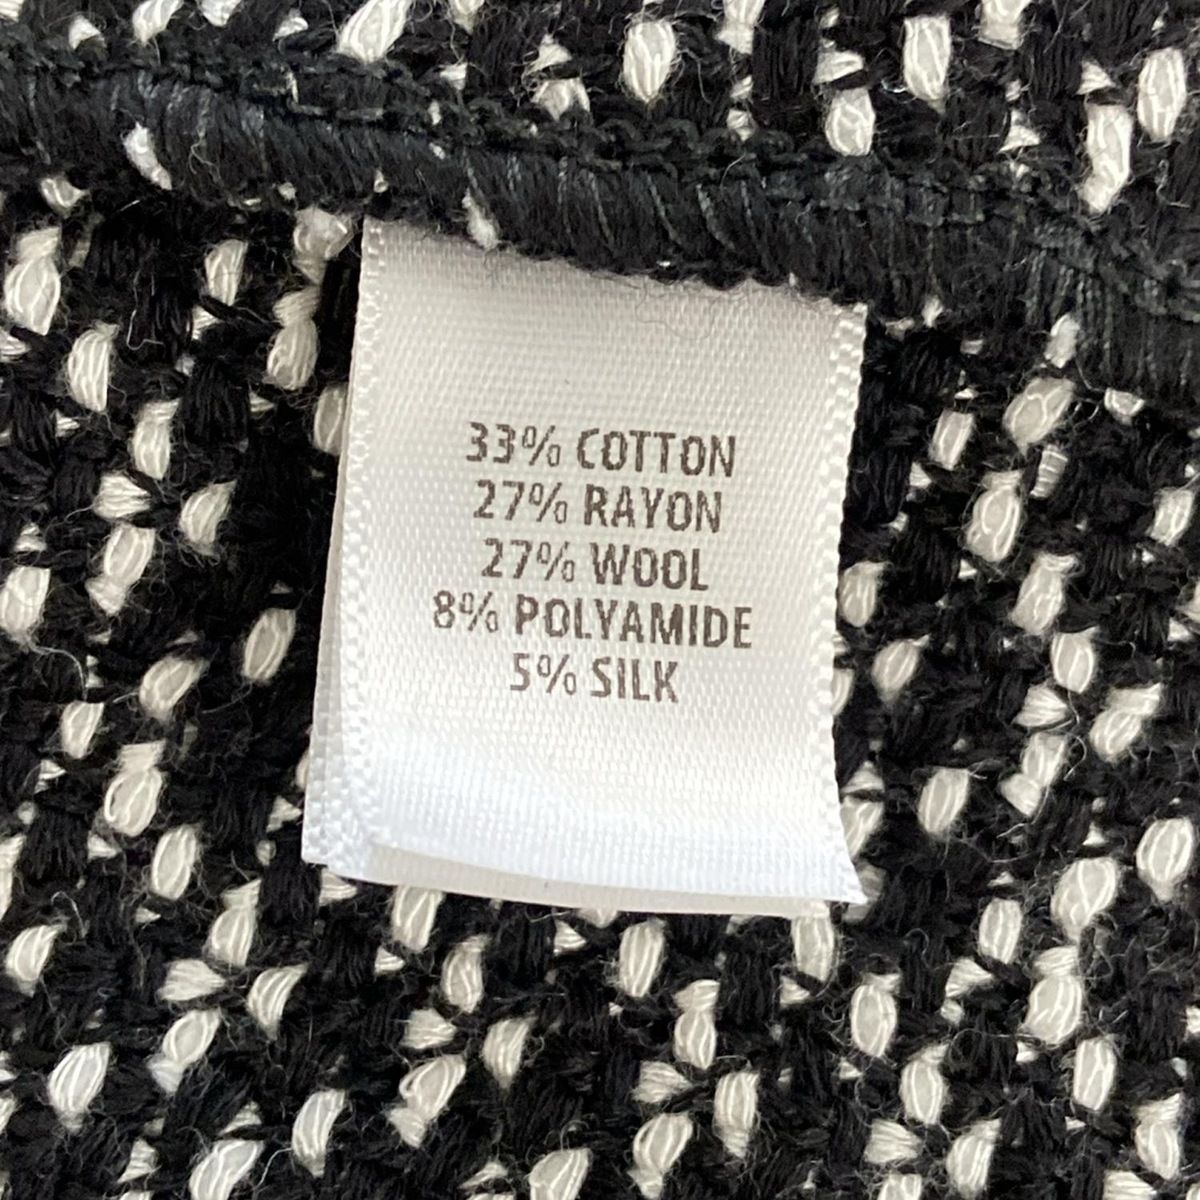 33% COTTON
27% RAYON
27% WOOL
8% POLYAMIDE
5% SILK